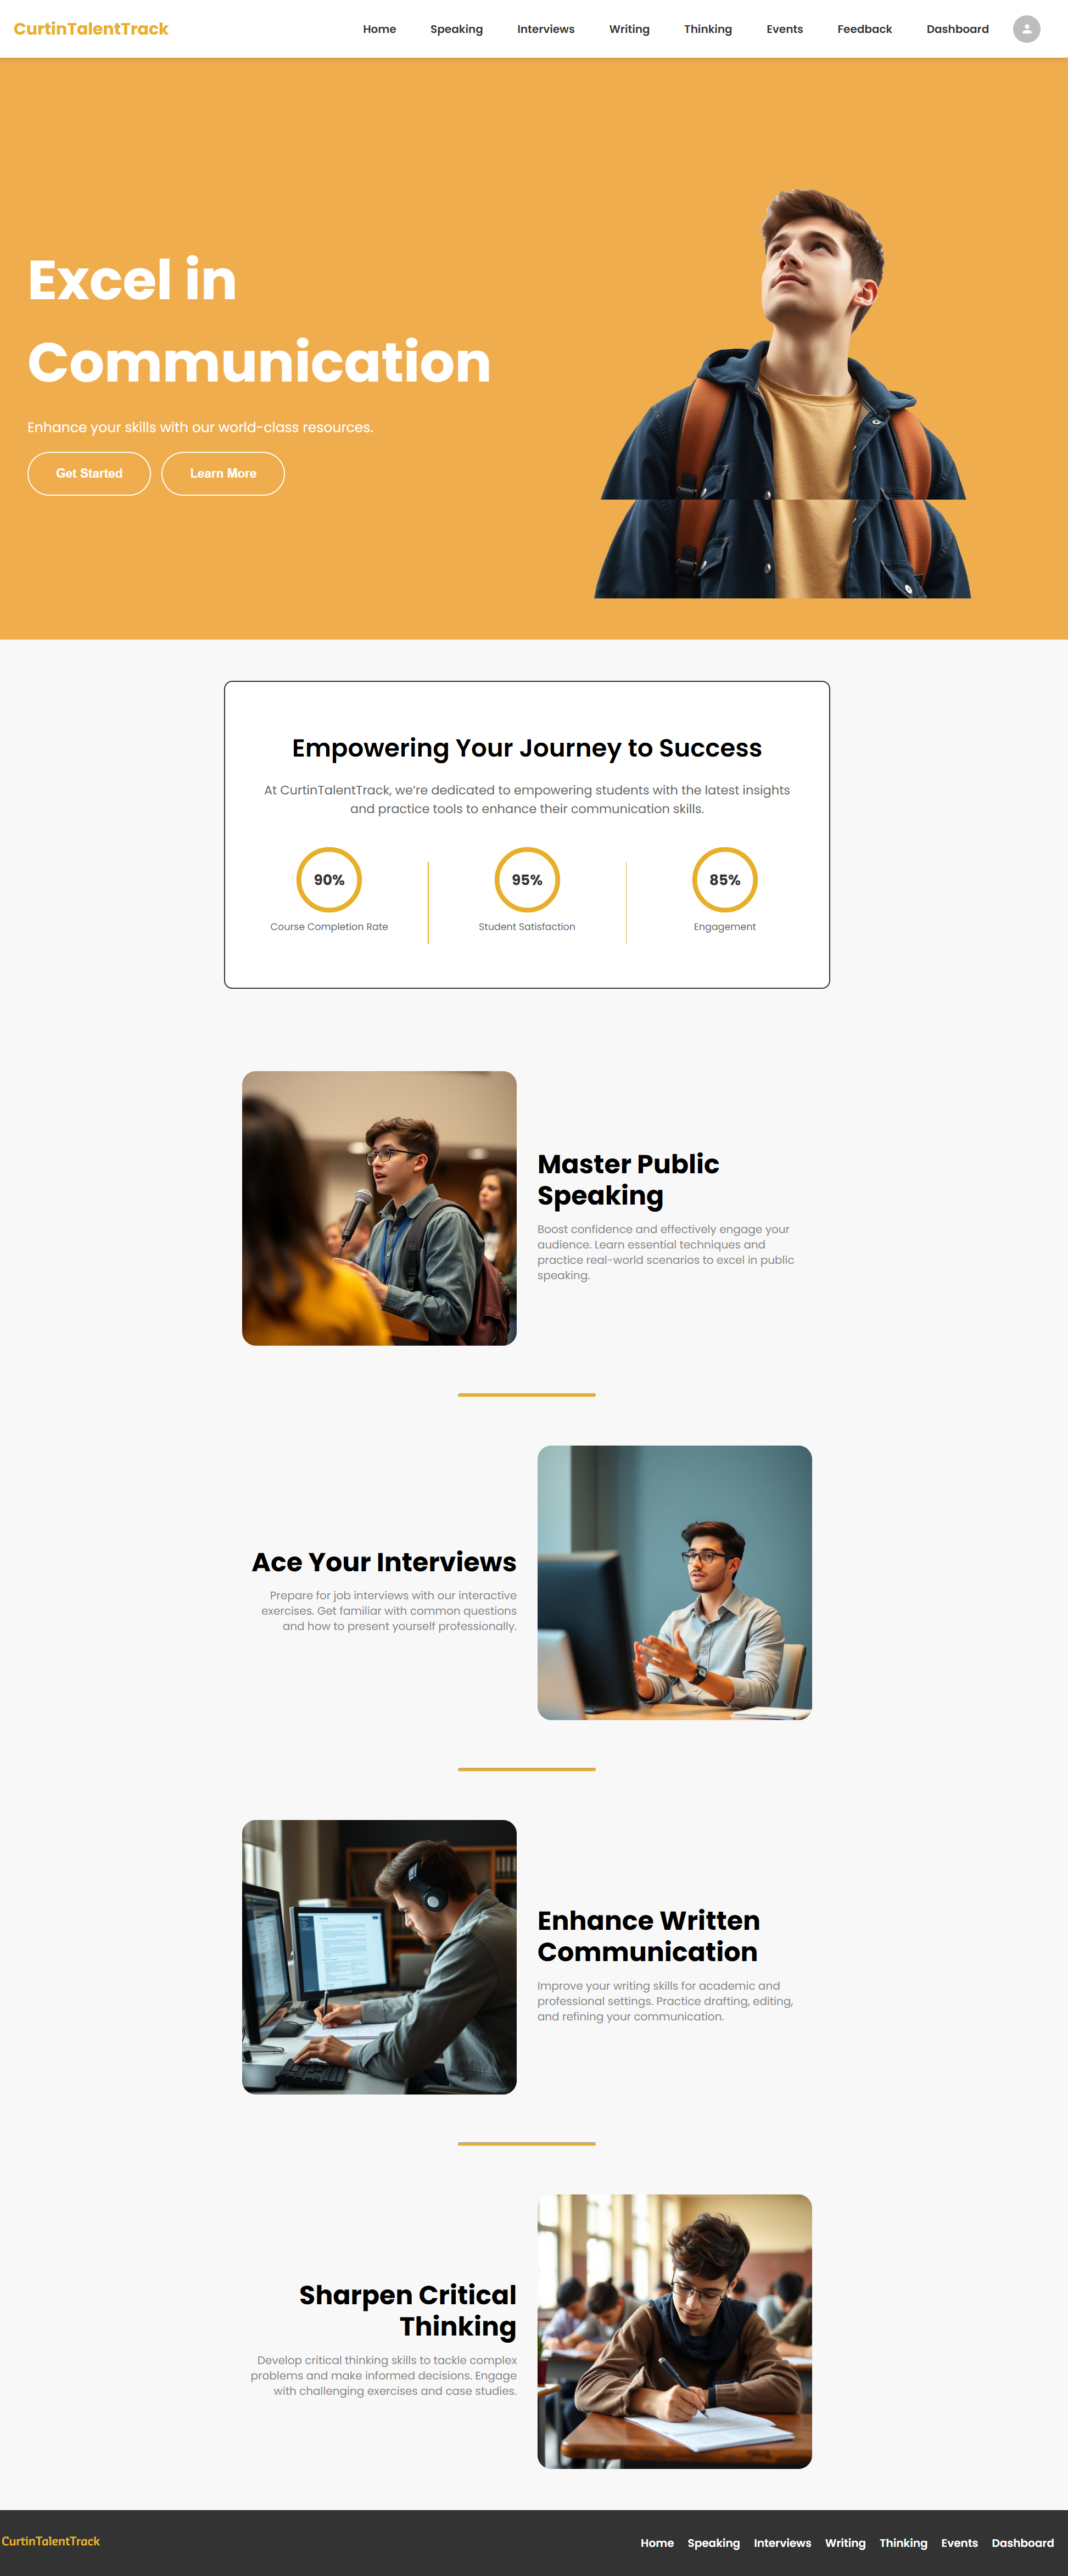 CurtinTalentTrack
Home Speaking Interviews Writing Thinking Events Feedback Dashboard
Excel in
Communication
Enhance your skills with our world-class resources.
Get Started Learn More
Empowering Your Journey to Success
At CurtinTalentTrack, we’re dedicated to empowering students with the latest insights
and practice tools to enhance their communication skills.
90% 95% 85%
Course Completion Rate Student Satisfaction Engagement
Master Public
Speaking
Boost confidence and effectively engage your
audience. Learn essential techniques and
practice real-world scenarios to excel in public
speaking.
Ace Your Interviews
Prepare for job interviews with our interactive
exercises. Get familiar with common questions
and how to present yourself professionally.
Enhance Written
Communication
Improve your writing skills for academic and
professional settings. Practice drafting, editing,
and refining your communication.
Sharpen Critical
Thinking
Develop critical thinking skills to tackle complex
problems and make informed decisions. Engage
with challenging exercises and case studies.
CurtinTalentTrack
Home Speaking Interviews Writing Thinking Events Dashboard